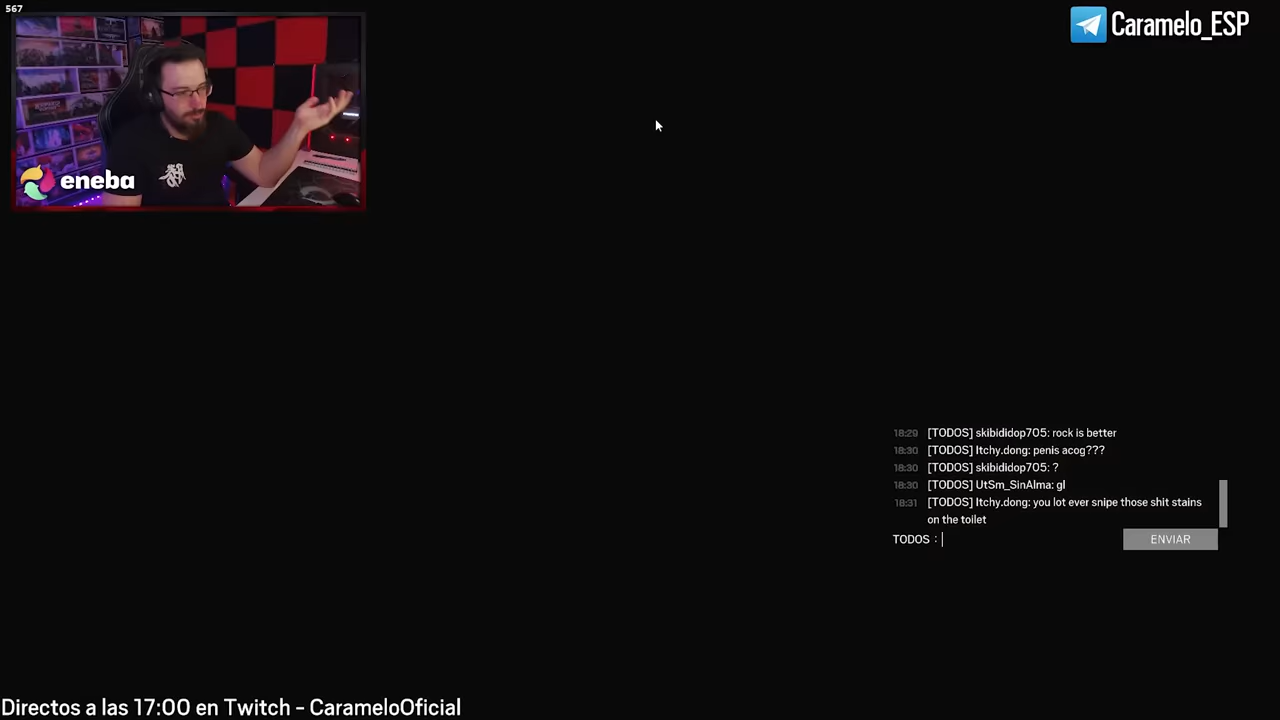 567
Caramelo_ESP
eneba
18:29 [TODOS] skibididop705: rock is better
18:30 [TODOS] Itchy.dong: penis acog???
18:30 [TODOS] skibididop705: ?
18:30 [TODOS] UtSm_SinAlma: gl
18:31 [TODOS] Itchy.dong: you lot ever snipe those shit stains
on the toilet
TODOS : ENVIAR
Directos a las 17:00 en Twitch - CarameloOficial